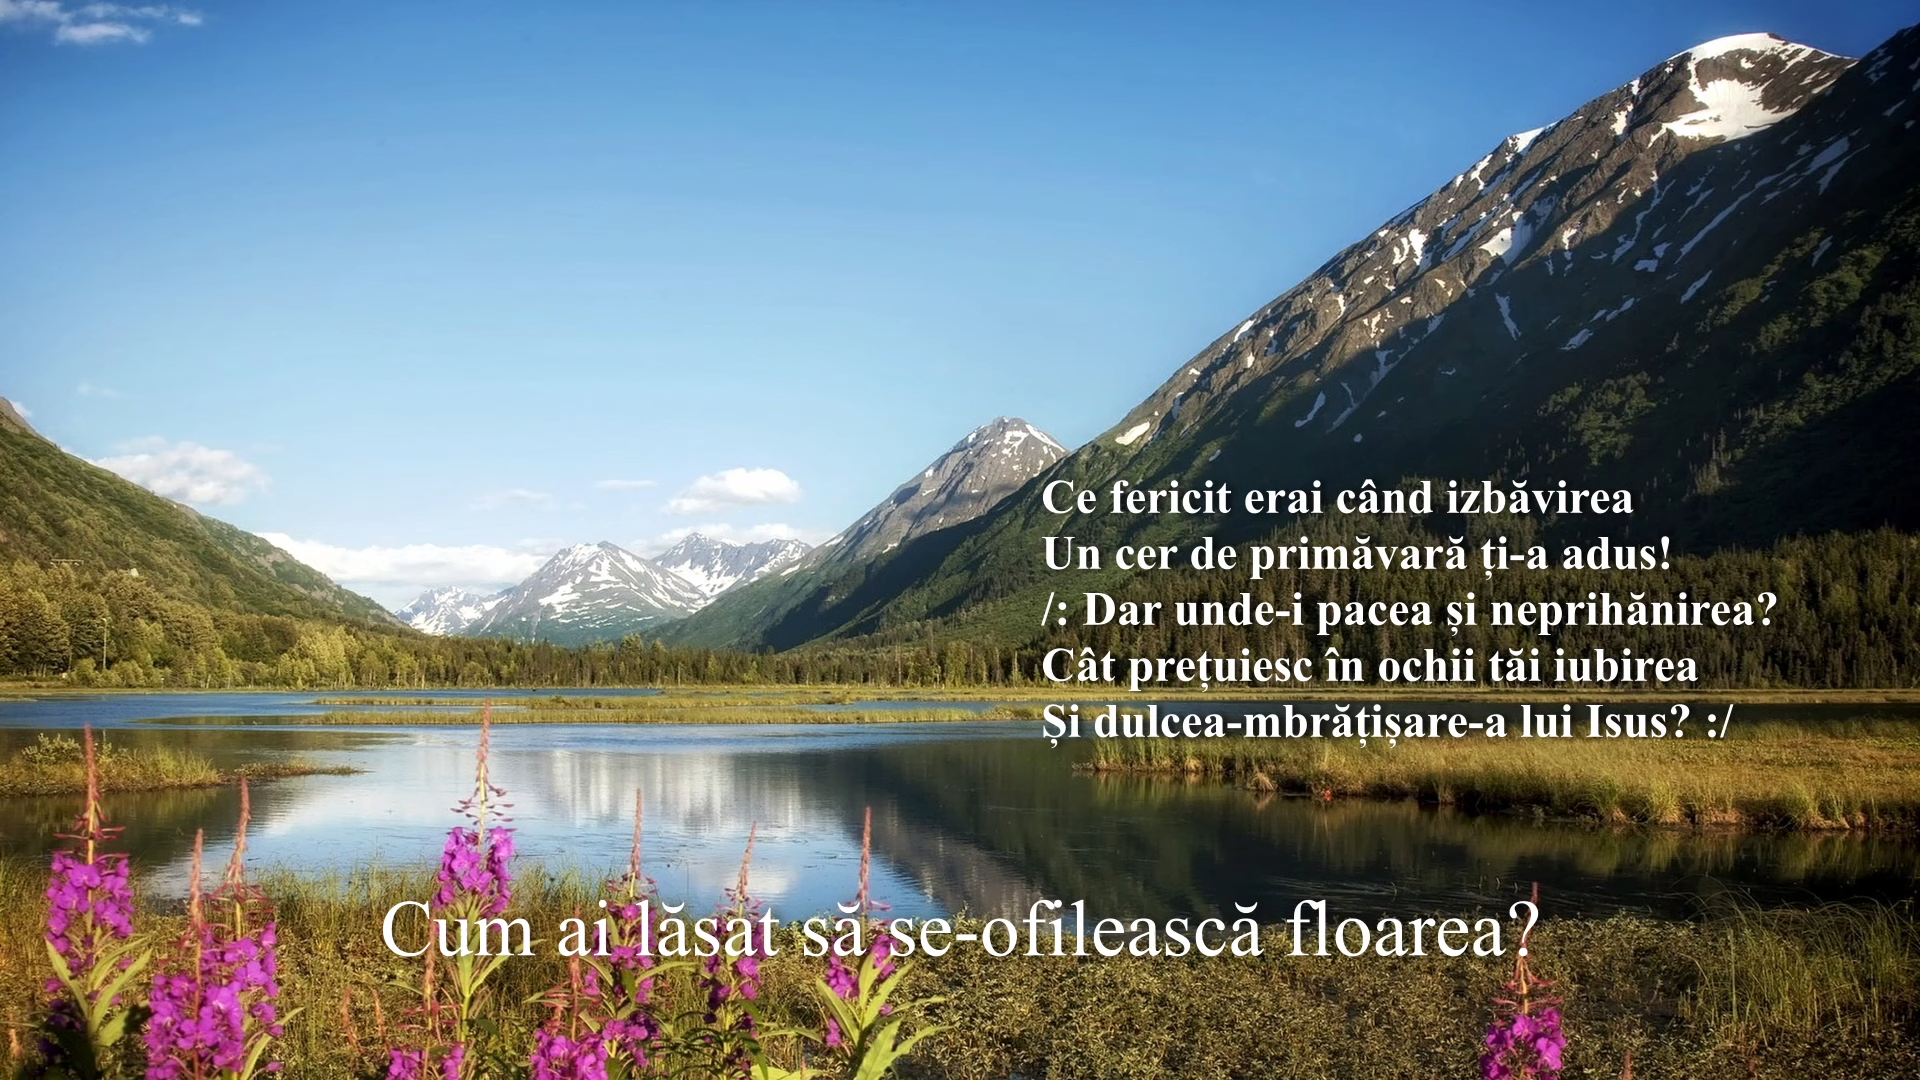 Ce fericit erai când izbăvirea
Un cer de primăvară ți-a adus!
/: Dar unde-i pacea și neprihănirea?
Cât prețuiesc în ochii tăi iubirea
Și dulcea-mbrățișare-a lui Isus? :/
Cum ai lăsat să se-ofilească floarea?